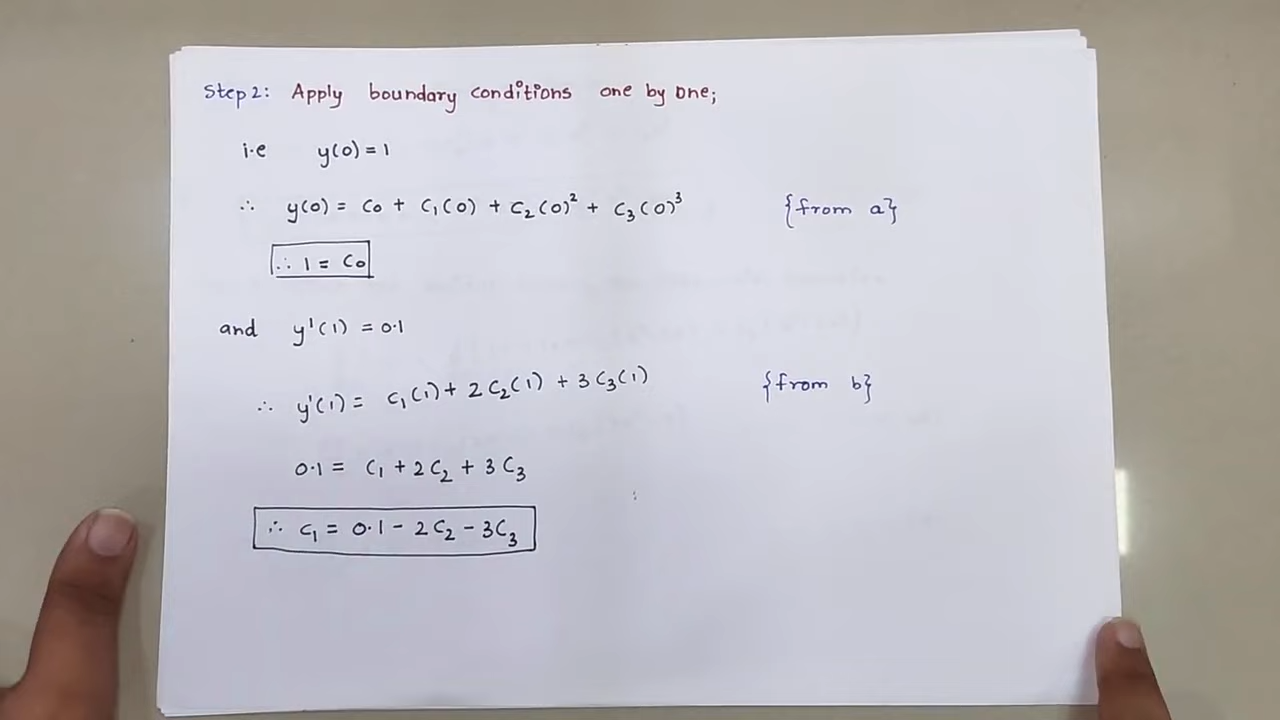 Step 2: Apply boundary conditions one by one;
i.e y(0) = 1
∴ y(0) = C₀ + C₁(0) + C₂(0)² + C₃(0)³ {from a}
∴ 1 = C₀
and y'(1) = 0.1
∴ y'(1) = C₁(1) + 2C₂(1) + 3C₃(1) {from b}
0.1 = C₁ + 2C₂ + 3C₃
∴ C₁ = 0.1 - 2C₂ - 3C₃